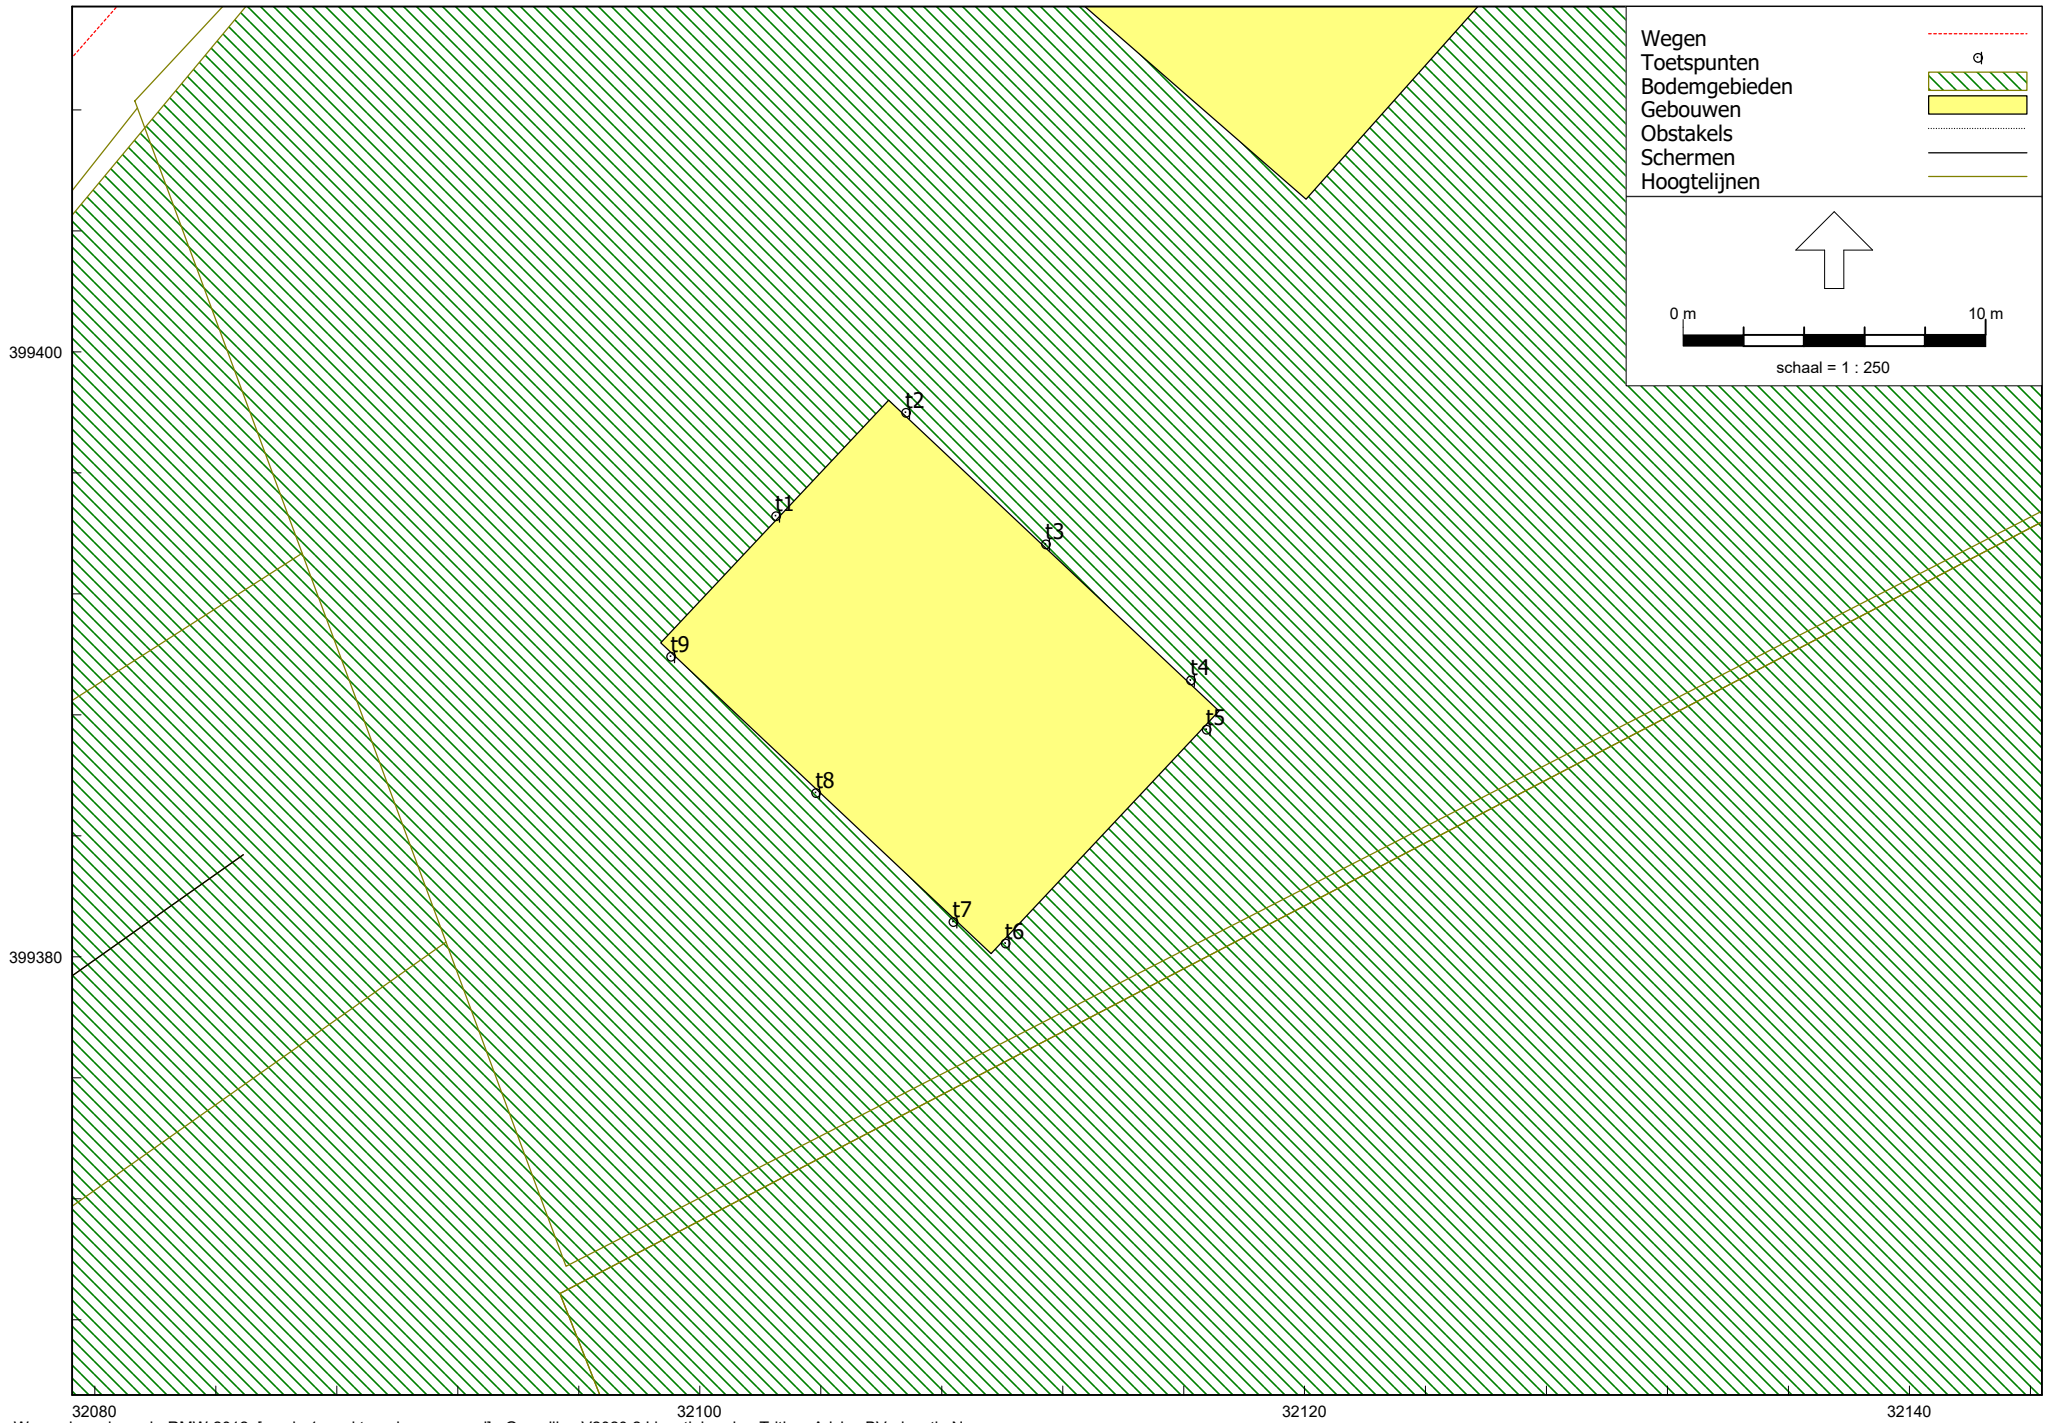 Wegen
Toetspunten
Bodemgebieden
Gebouwen
Obstakels
Schermen
Hoogtelijnen
0 m 10 m
schaal = 1 : 250
399400
t2
t1
t3
t9
t4
t5
t8
t7
t6
399380
32080 32100 32120 32140